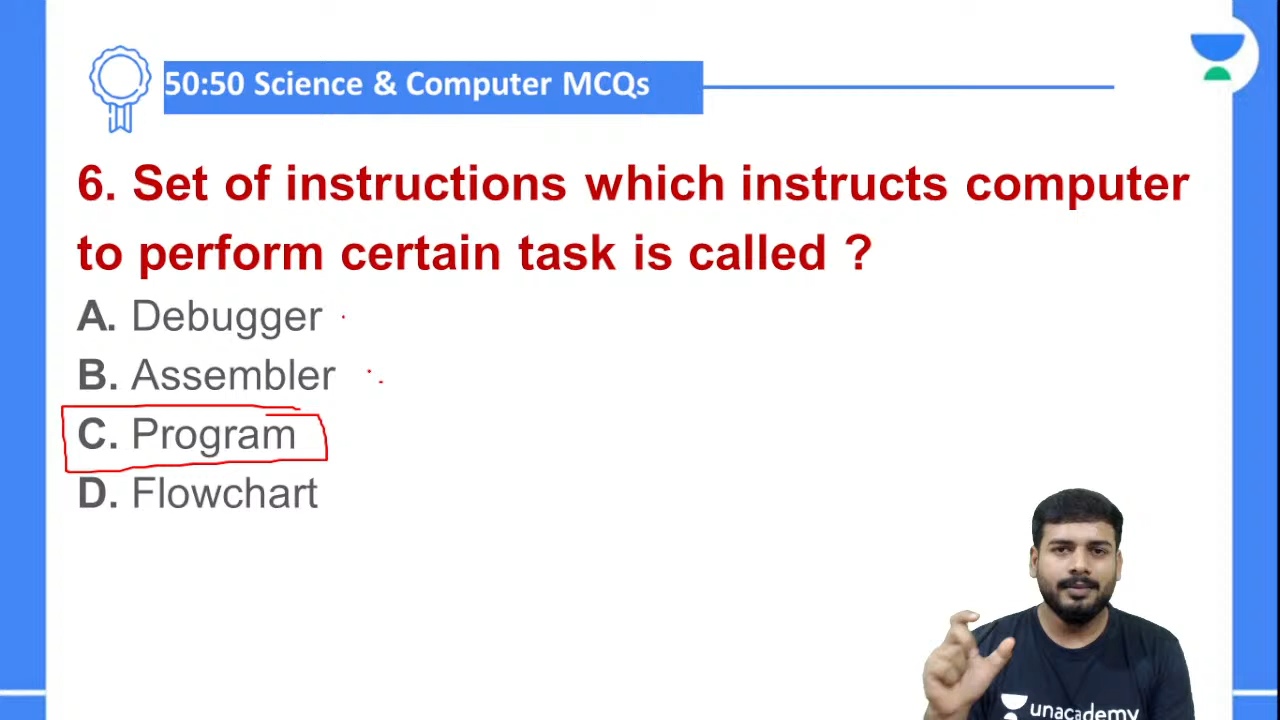 50:50 Science & Computer MCQs
6. Set of instructions which instructs computer
to perform certain task is called ?
A. Debugger
B. Assembler
C. Program
D. Flowchart
unacademy